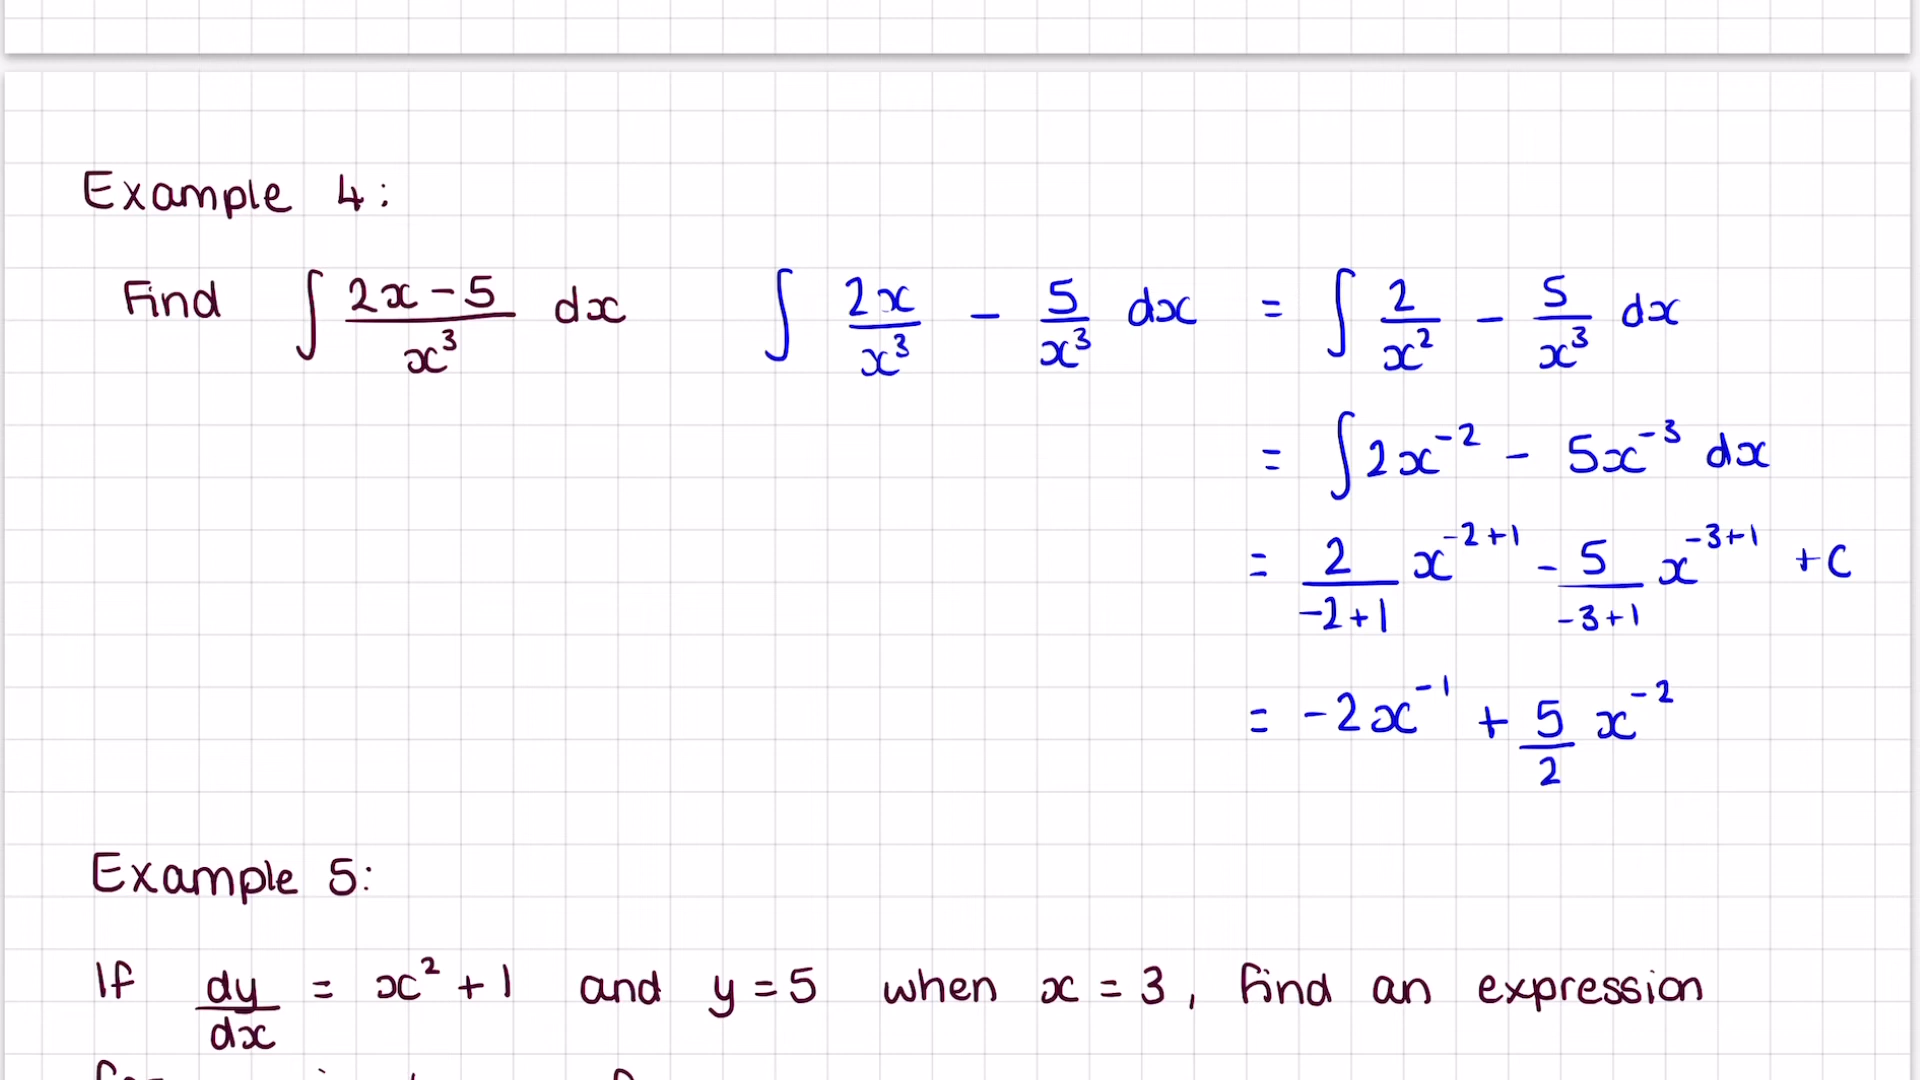 Example 4:
Find ∫ (2x-5)/x³ dx   ∫ 2x/x³ - 5/x³ dx = ∫ 2/x² - 5/x³ dx
= ∫ 2x⁻² - 5x⁻³ dx
= 2/(-2+1) x⁻²⁺¹ - 5/(-3+1) x⁻³⁺¹ + C
= -2x⁻¹ + 5/2 x⁻²
Example 5:
If dy/dx = x² + 1 and y = 5 when x = 3, find an expression